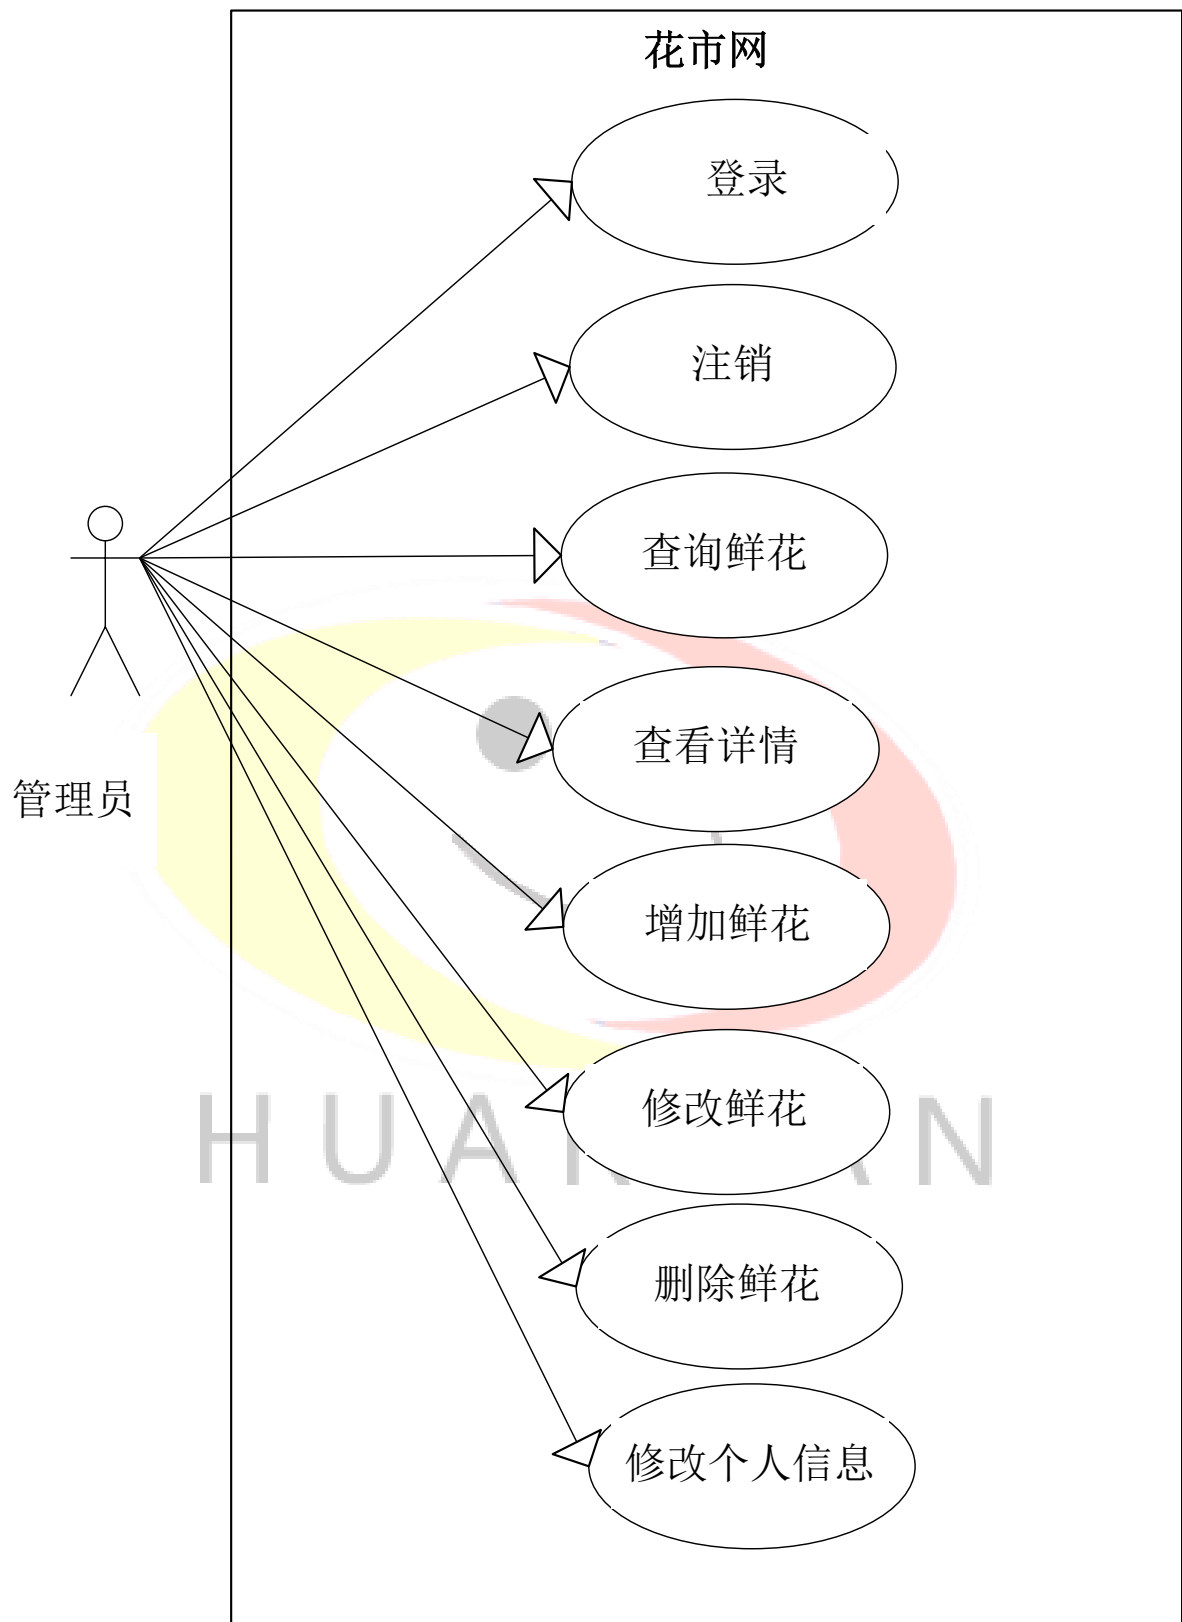 花市网
登录
注销
查询鲜花
查看详情
管理员
增加鲜花
修改鲜花
删除鲜花
修改个人信息